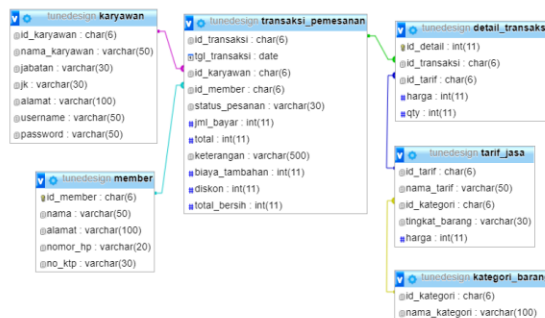 tunedesign karyawan
id_karyawan : char(6)
nama_karyawan : varchar(50)
jabatan : varchar(30)
jk : varchar(30)
alamat : varchar(100)
username : varchar(50)
password : varchar(50)
tunedesign member
id_member : char(6)
nama : varchar(50)
alamat : varchar(100)
nomor_hp : varchar(20)
no_ktp : varchar(30)
tunedesign transaksi_pemesanan
id_transaksi : char(6)
tgl_transaksi : date
id_karyawan : char(6)
id_member : char(6)
status_pesanan : varchar(30)
jml_bayar : int(11)
total : int(11)
keterangan : varchar(500)
biaya_tambahan : int(11)
diskon : int(11)
total_bersih : int(11)
tunedesign detail_transaks
id_detail : int(11)
id_transaksi : char(6)
id_tarif : char(6)
harga : int(11)
qty : int(11)
tunedesign tarif_jasa
id_tarif : char(6)
nama_tarif : varchar(50)
id_kategori : char(6)
tingkat_barang : varchar(30)
harga : int(11)
tunedesign kategori_barang
id_kategori : char(6)
nama_kategori : varchar(100)